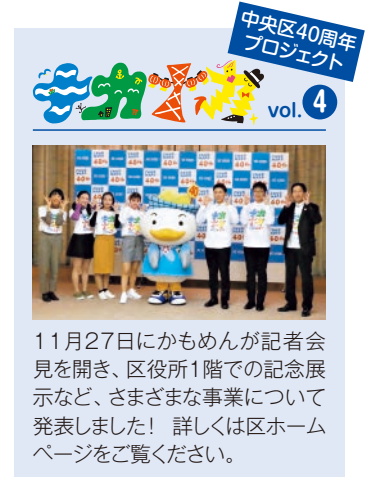 中央区40周年
プロジェクト
モカイブ
vol.4
11月27日にかもめんが記者会
見を開き、区役所1階での記念展
示など、さまざまな事業について
発表しました! 詳しくは区ホーム
ページをご覧ください。